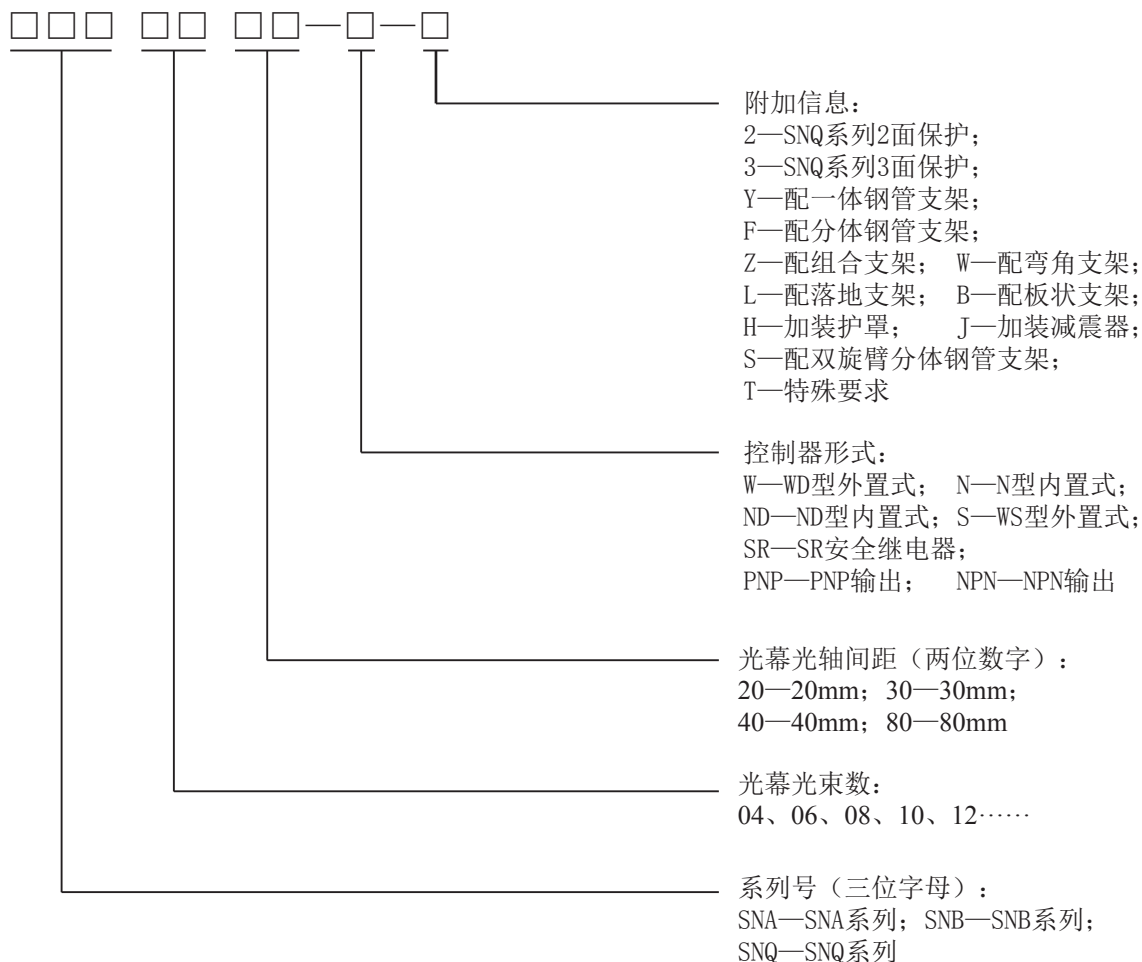 □□□ □□ □□—□—□
附加信息：
2—SNQ系列2面保护；
3—SNQ系列3面保护；
Y—配一体钢管支架；
F—配分体钢管支架；
Z—配组合支架； W—配弯角支架；
L—配落地支架； B—配板状支架；
H—加装护罩； J—加装减震器；
S—配双旋臂分体钢管支架；
T—特殊要求
控制器形式：
W—WD型外置式； N—N型内置式；
ND—ND型内置式；S—WS型外置式；
SR—SR安全继电器；
PNP—PNP输出； NPN—NPN输出
光幕光轴间距（两位数字）：
20—20mm；30—30mm；
40—40mm；80—80mm
光幕光束数：
04、06、08、10、12……
系列号（三位字母）：
SNA—SNA系列；SNB—SNB系列；
SNQ—SNQ系列